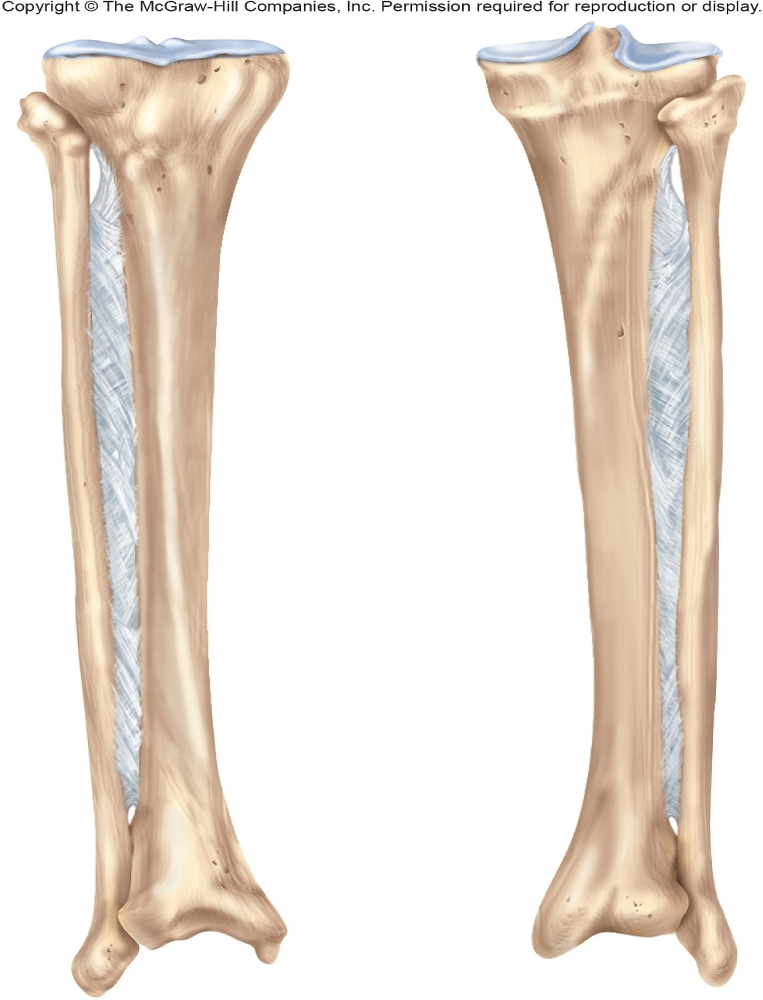 Copyright © The McGraw-Hill Companies, Inc. Permission required for reproduction or display.